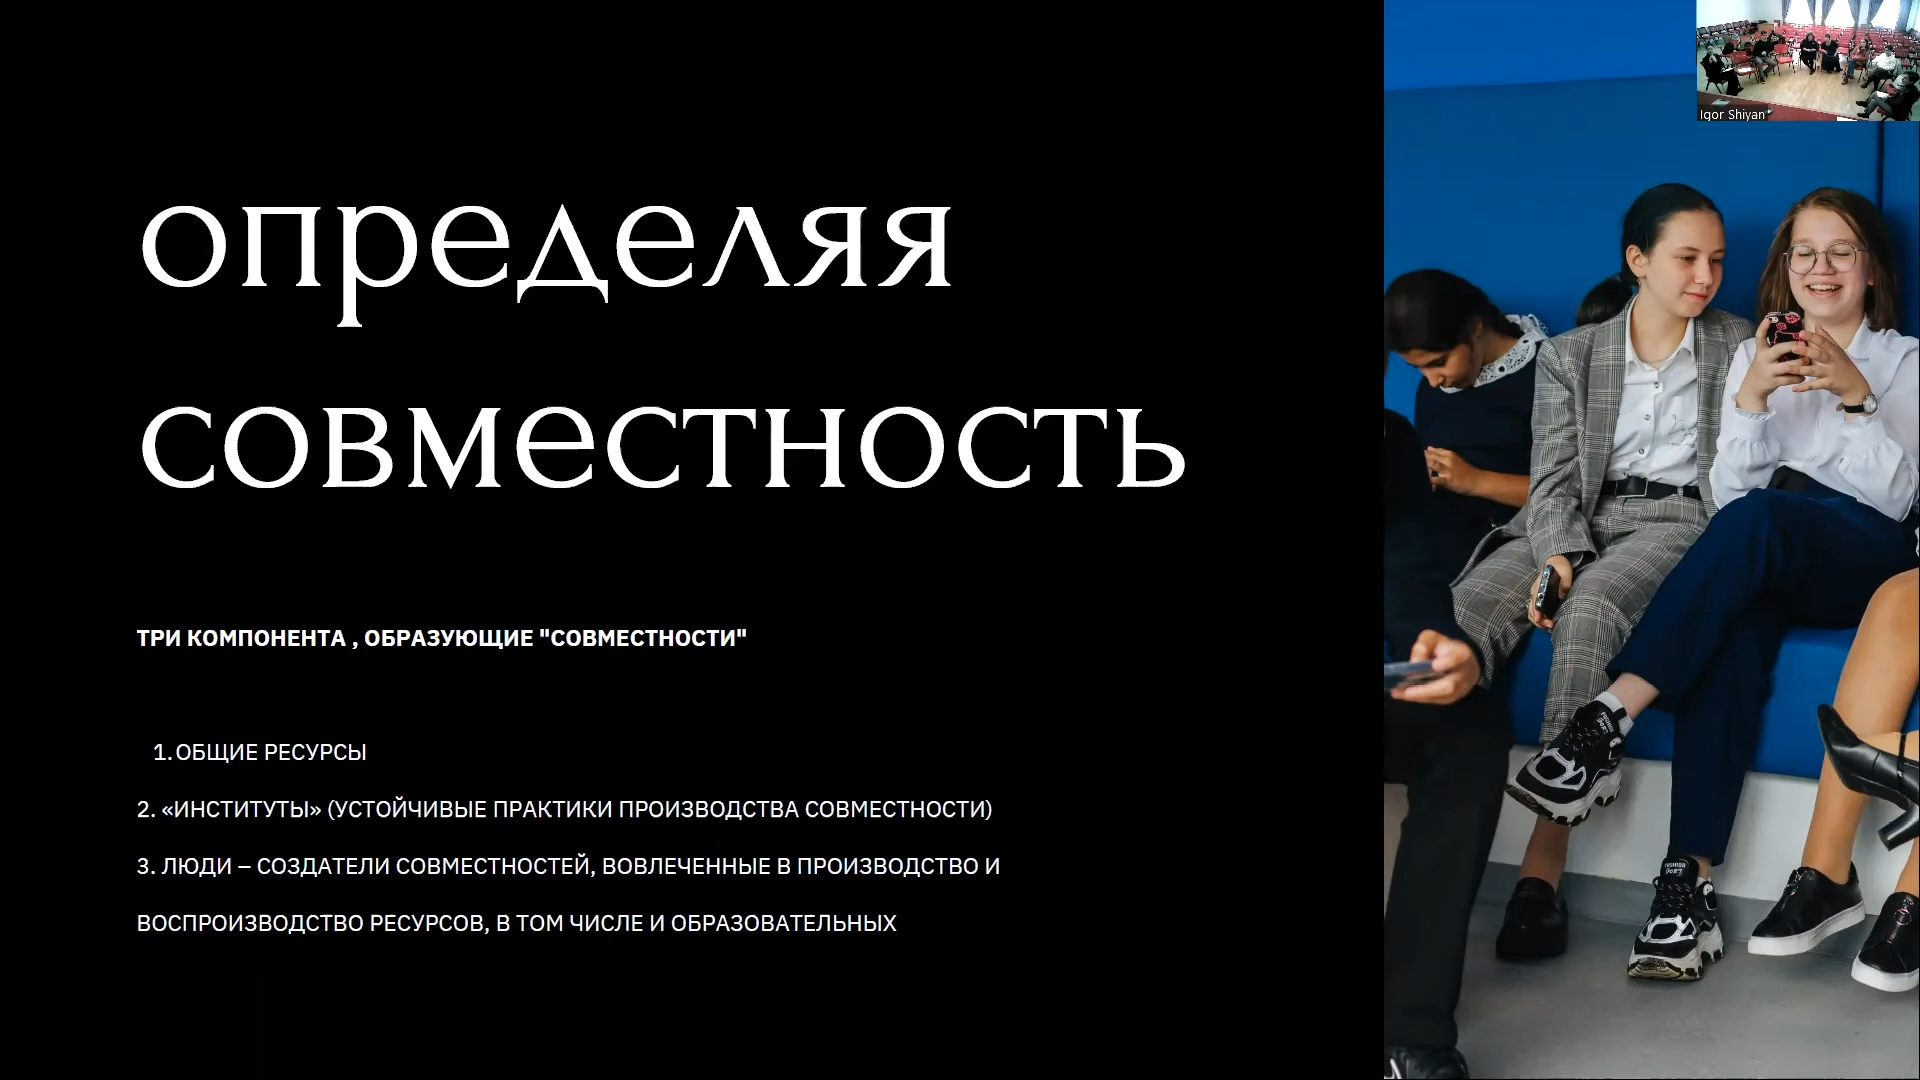 Igor Shiyan
определяя
совместность
ТРИ КОМПОНЕНТА , ОБРАЗУЮЩИЕ "СОВМЕСТНОСТИ"
1. ОБЩИЕ РЕСУРСЫ
2. «ИНСТИТУТЫ» (УСТОЙЧИВЫЕ ПРАКТИКИ ПРОИЗВОДСТВА СОВМЕСТНОСТИ)
3. ЛЮДИ – СОЗДАТЕЛИ СОВМЕСТНОСТЕЙ, ВОВЛЕЧЕННЫЕ В ПРОИЗВОДСТВО И
ВОСПРОИЗВОДСТВО РЕСУРСОВ, В ТОМ ЧИСЛЕ И ОБРАЗОВАТЕЛЬНЫХ